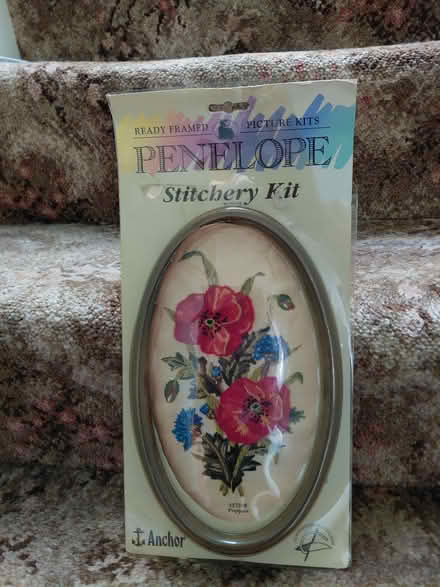 READY FRAMED PICTURE KITS
PENELOPE
Stitchery Kit
Poppies
Anchor